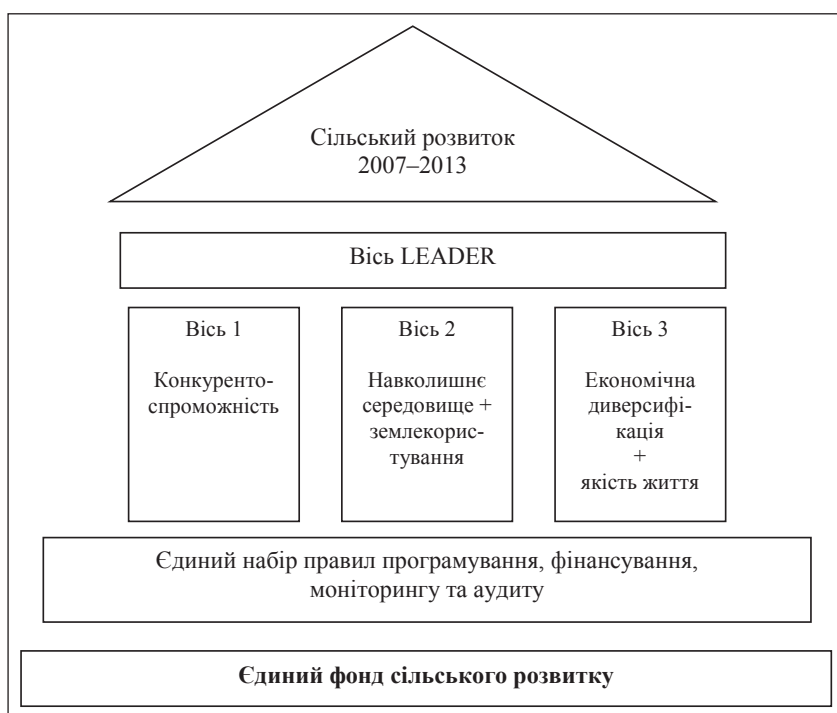 Сільський розвиток
2007–2013
Вісь LEADER
Вісь 1
Конкуренто-
спроможність
Вісь 2
Навколишнє
середовище +
землекорис-
тування
Вісь 3
Економічна
диверсифі-
кація
+
якість життя
Єдиний набір правил програмування, фінансування,
моніторингу та аудиту
Єдиний фонд сільського розвитку